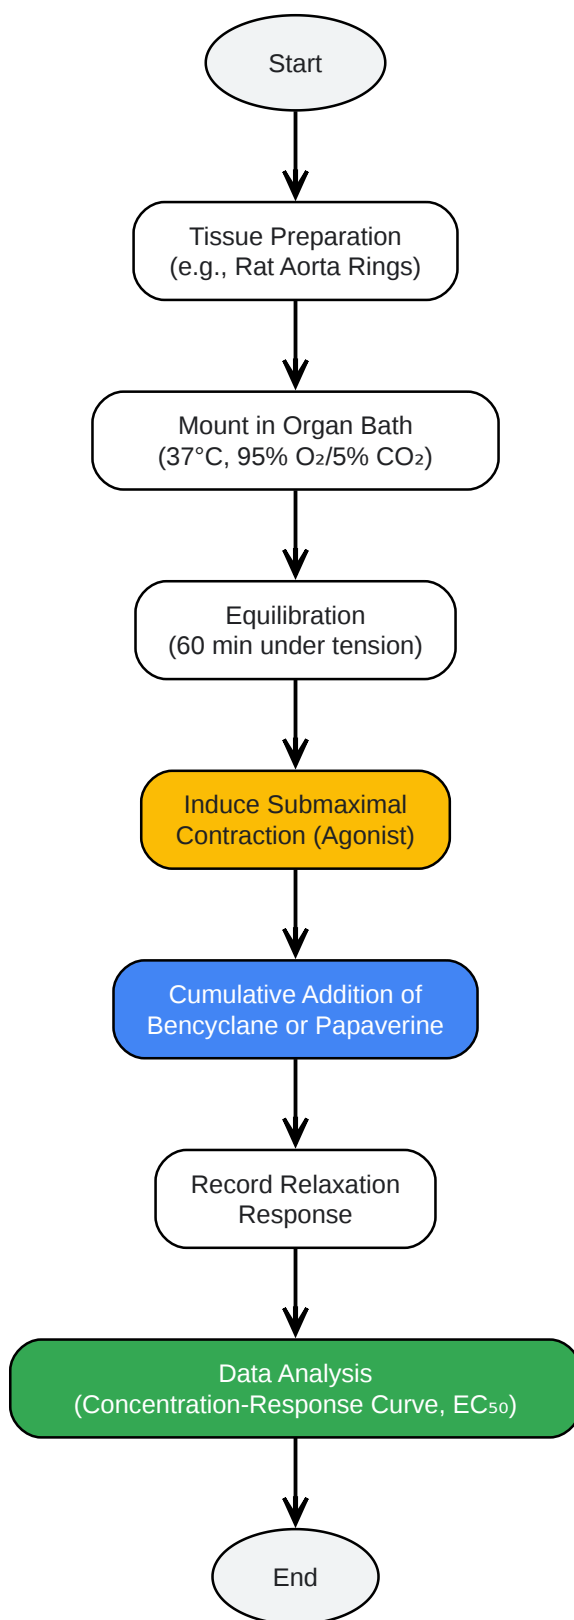 Start
Tissue Preparation
(e.g., Rat Aorta Rings)
Mount in Organ Bath
(37°C, 95% O₂/5% CO₂)
Equilibration
(60 min under tension)
Induce Submaximal
Contraction (Agonist)
Cumulative Addition of
Bencyclane or Papaverine
Record Relaxation
Response
Data Analysis
(Concentration-Response Curve, EC₅₀)
End